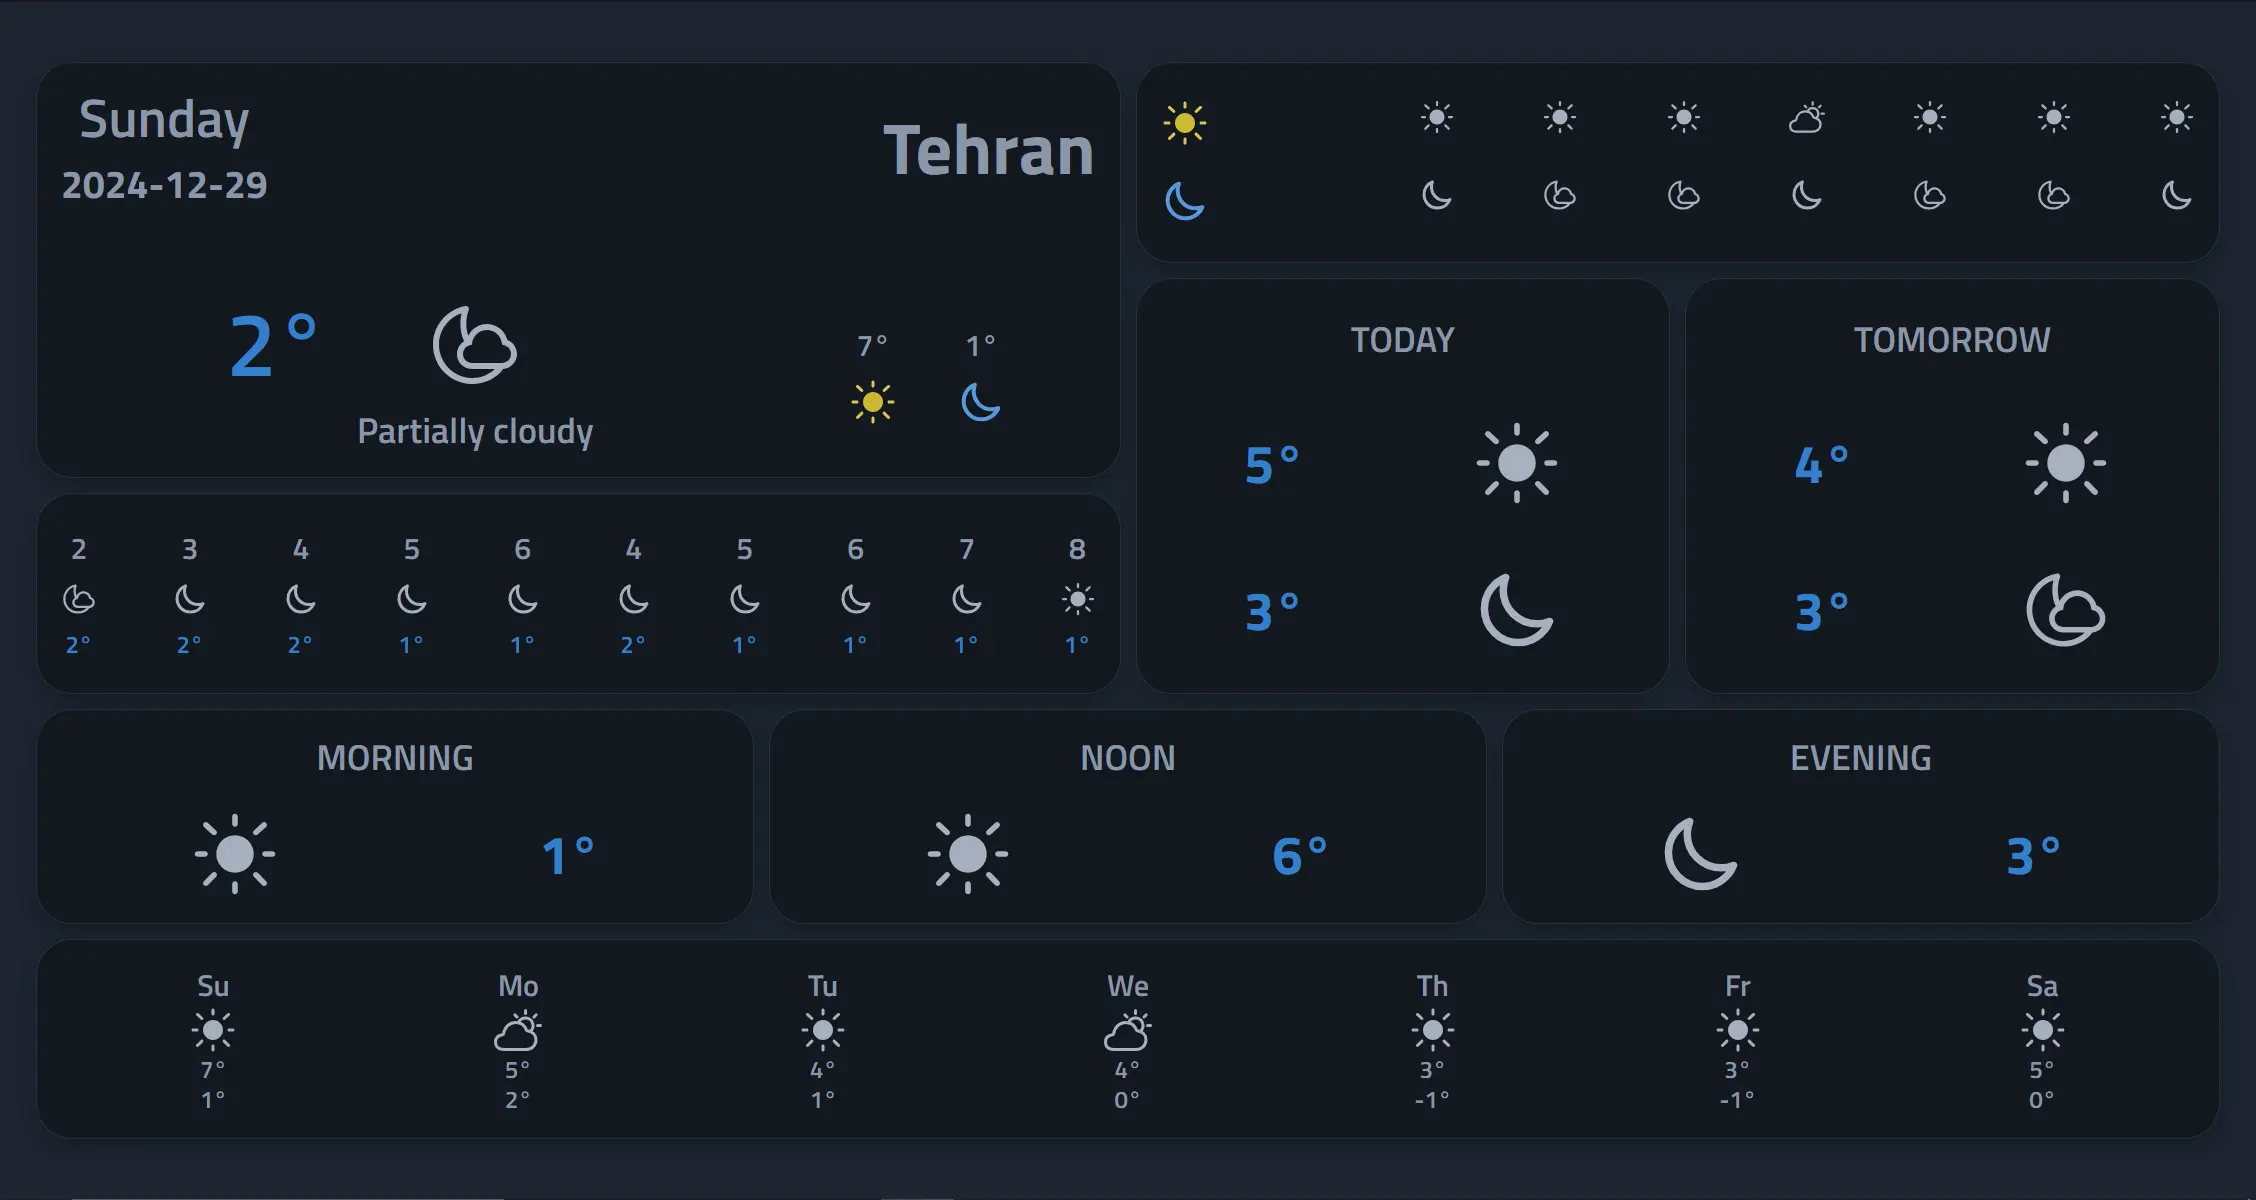 Sunday
2024-12-29
Tehran
2°
Partially cloudy
7° 1°
2 3 4 5 6 4 5 6 7 8
2° 2° 2° 1° 1° 2° 1° 1° 1° 1°
TODAY
5°
3°
TOMORROW
4°
3°
MORNING
1°
NOON
6°
EVENING
3°
Su Mo Tu We Th Fr Sa
7° 5° 4° 4° 3° 3° 5°
1° 2° 1° 0° -1° -1° 0°